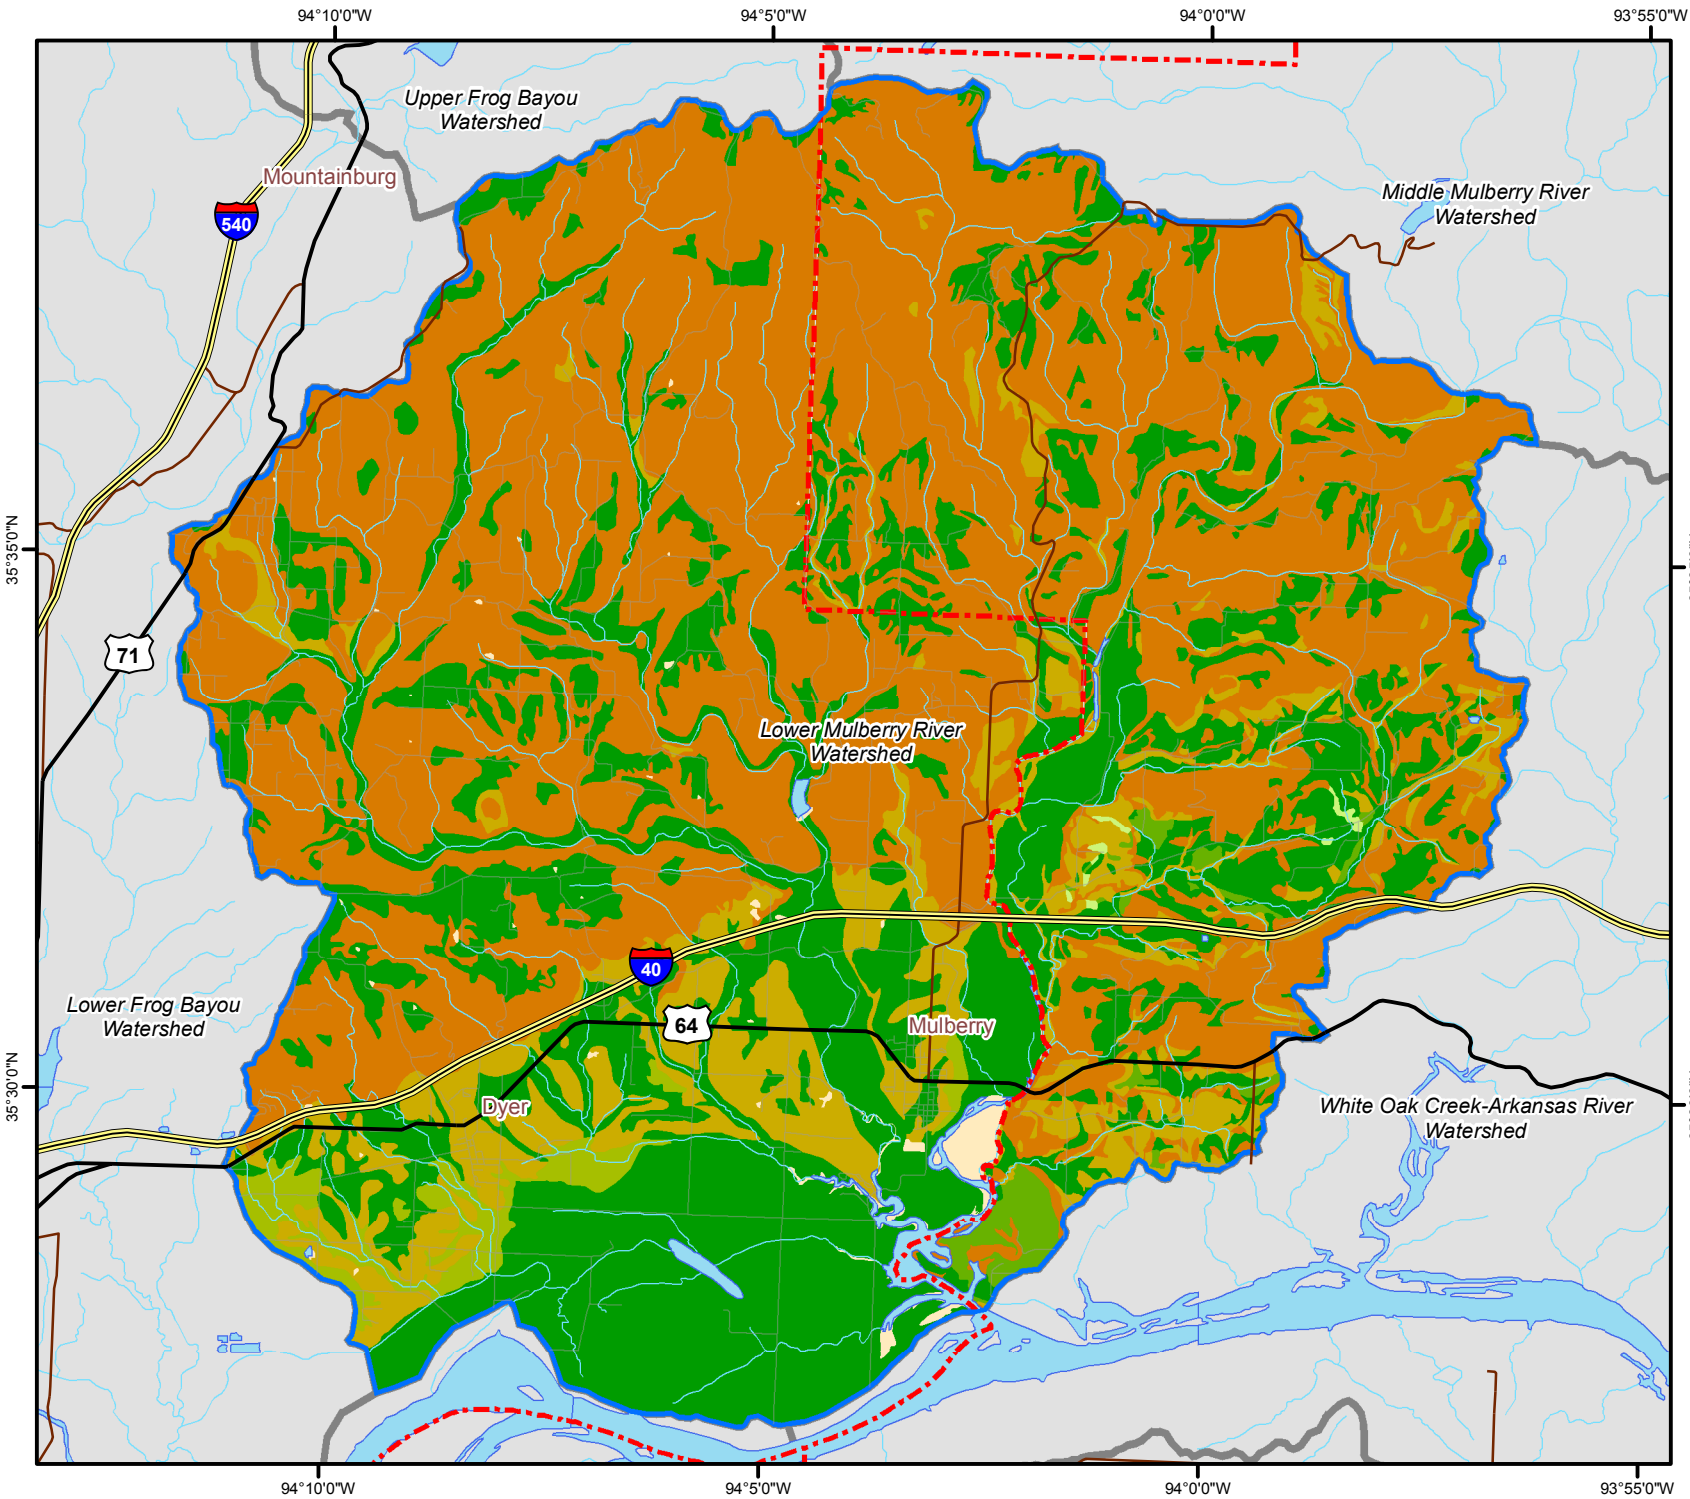 94°10'0"W
94°5'0"W
94°0'0"W
93°55'0"W
Upper Frog Bayou
Watershed
Mountainburg
540
Middle Mulberry River
Watershed
35°35'0"N
71
Lower Mulberry River
Watershed
40
Lower Frog Bayou
Watershed
64
Mulberry
35°30'0"N
Dyer
White Oak Creek-Arkansas River
Watershed
94°10'0"W
94°5'0"W
94°0'0"W
93°55'0"W